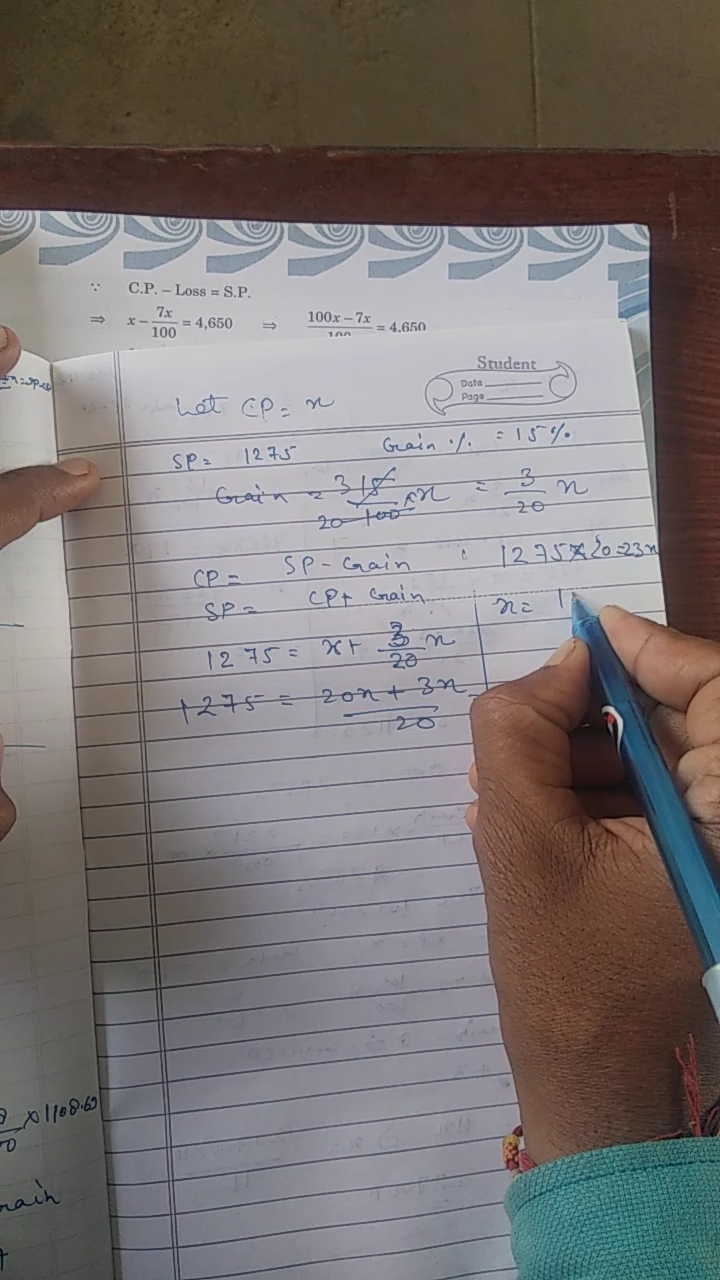 ∵ C.P. – Loss = S.P.
⇒ x – 7x/100 = 4,650 ⇒ 100x – 7x/100 = 4,650
Student
Date
Page
Let CP = x
SP = 1275 Gain % = 15%
Gain = 3 15/20 100 × x = 3/20 x
CP = SP - Gain
SP = CP + Gain
1275 = x + 3/20 x
1275 = 20x + 3x/20
1275 × 20 = 23x
x = 1
× 1108.69